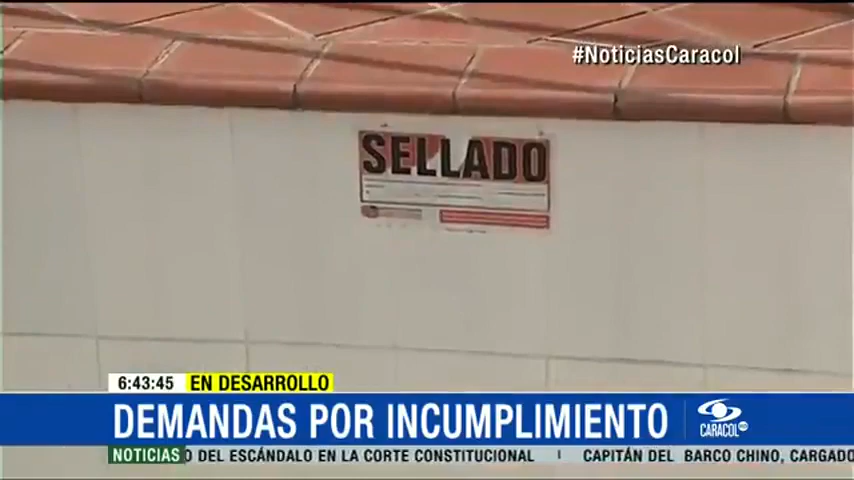 #NoticiasCaracol
SELLADO
6:43:45 EN DESARROLLO
DEMANDAS POR INCUMPLIMIENTO
CARACOL HD
NOTICIAS O DEL ESCÁNDALO EN LA CORTE CONSTITUCIONAL | CAPITÁN DEL BARCO CHINO, CARGADO